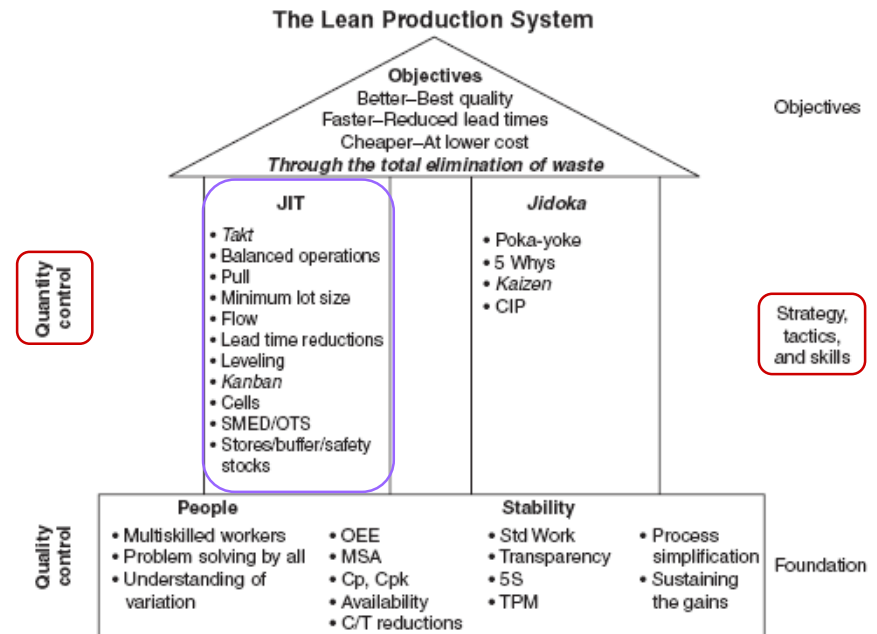 The Lean Production System
Objectives
Better–Best quality
Faster–Reduced lead times
Cheaper–At lower cost
Through the total elimination of waste
Objectives
Quantity
control
JIT
• Takt
• Balanced operations
• Pull
• Minimum lot size
• Flow
• Lead time reductions
• Leveling
• Kanban
• Cells
• SMED/OTS
• Stores/buffer/safety
stocks
Jidoka
• Poka-yoke
• 5 Whys
• Kaizen
• CIP
Strategy,
tactics,
and skills
Quality
control
People
• Multiskilled workers
• Problem solving by all
• Understanding of
variation
Stability
• OEE
• MSA
• Cp, Cpk
• Availability
• C/T reductions
• Std Work
• Transparency
• 5S
• TPM
• Process
simplification
• Sustaining
the gains
Foundation